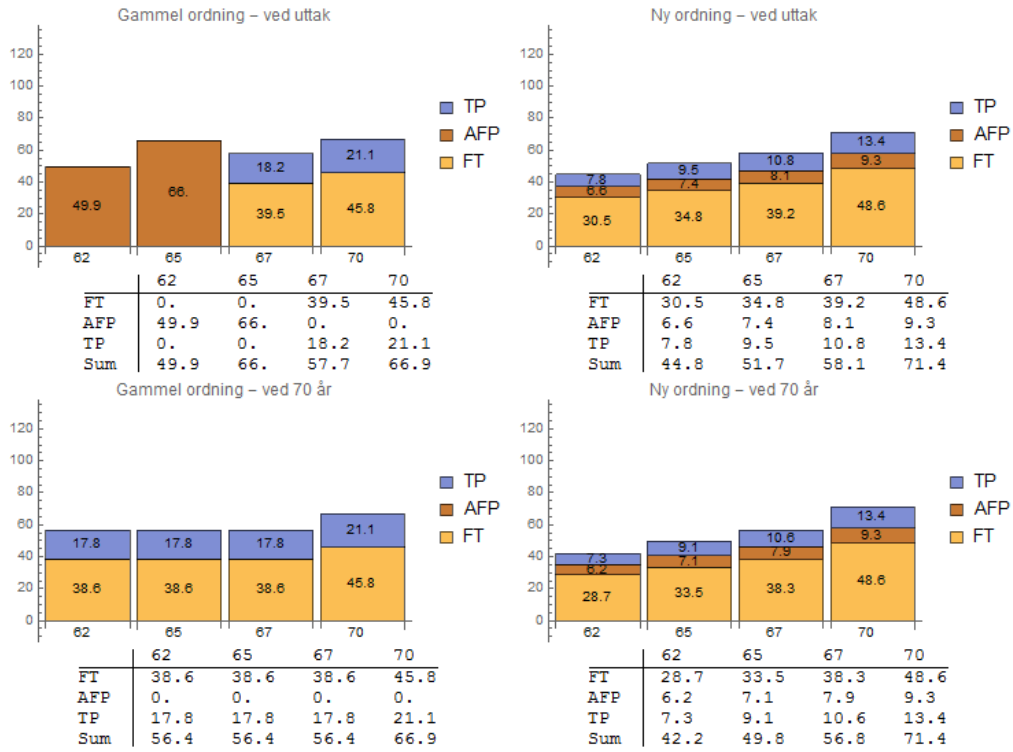 Gammel ordning – ved uttak
120
100
80
60
40
20
0
49.9
66.
18.2
39.5
21.1
45.8
62 65 67 70
TP
AFP
FT
62 65 67 70
FT 0. 0. 39.5 45.8
AFP 49.9 66. 0. 0.
TP 0. 0. 18.2 21.1
Sum 49.9 66. 57.7 66.9
Ny ordning – ved uttak
120
100
80
60
40
20
0
7.8
6.6
30.5
9.5
7.4
34.8
10.8
8.1
39.2
13.4
9.3
48.6
62 65 67 70
TP
AFP
FT
62 65 67 70
FT 30.5 34.8 39.2 48.6
AFP 6.6 7.4 8.1 9.3
TP 7.8 9.5 10.8 13.4
Sum 44.8 51.7 58.1 71.4
Gammel ordning – ved 70 år
120
100
80
60
40
20
0
17.8
38.6
17.8
38.6
17.8
38.6
21.1
45.8
62 65 67 70
TP
AFP
FT
62 65 67 70
FT 38.6 38.6 38.6 45.8
AFP 0. 0. 0. 0.
TP 17.8 17.8 17.8 21.1
Sum 56.4 56.4 56.4 66.9
Ny ordning – ved 70 år
120
100
80
60
40
20
0
7.3
6.2
28.7
9.1
7.1
33.5
10.6
7.9
38.3
13.4
9.3
48.6
62 65 67 70
TP
AFP
FT
62 65 67 70
FT 28.7 33.5 38.3 48.6
AFP 6.2 7.1 7.9 9.3
TP 7.3 9.1 10.6 13.4
Sum 42.2 49.8 56.8 71.4